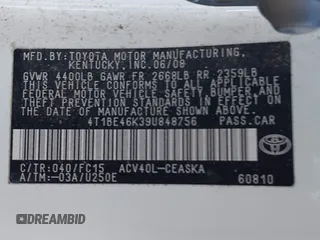 MFD.BY:TOYOTA MOTOR MANUFACTURING,
KENTUCKY, INC.06/08
GVWR 4400LB GAWR FR 2668LB RR 2359LB
THIS VEHICLE CONFORMS TO ALL APPLICABLE
FEDERAL MOTOR VEHICLE SAFETY, BUMPER,
AND THEFT PREVENTION STANDARDS IN EFFECT
ON THE DATE OF MANUFACTURE SHOWN ABOVE.
4T1BE46K39U848756 PASS.CAR
C/TR:040/FC15 ACV40L-CEASKA
A/TM:-03A/U250E 60810
TOYOTA
DREAMBID